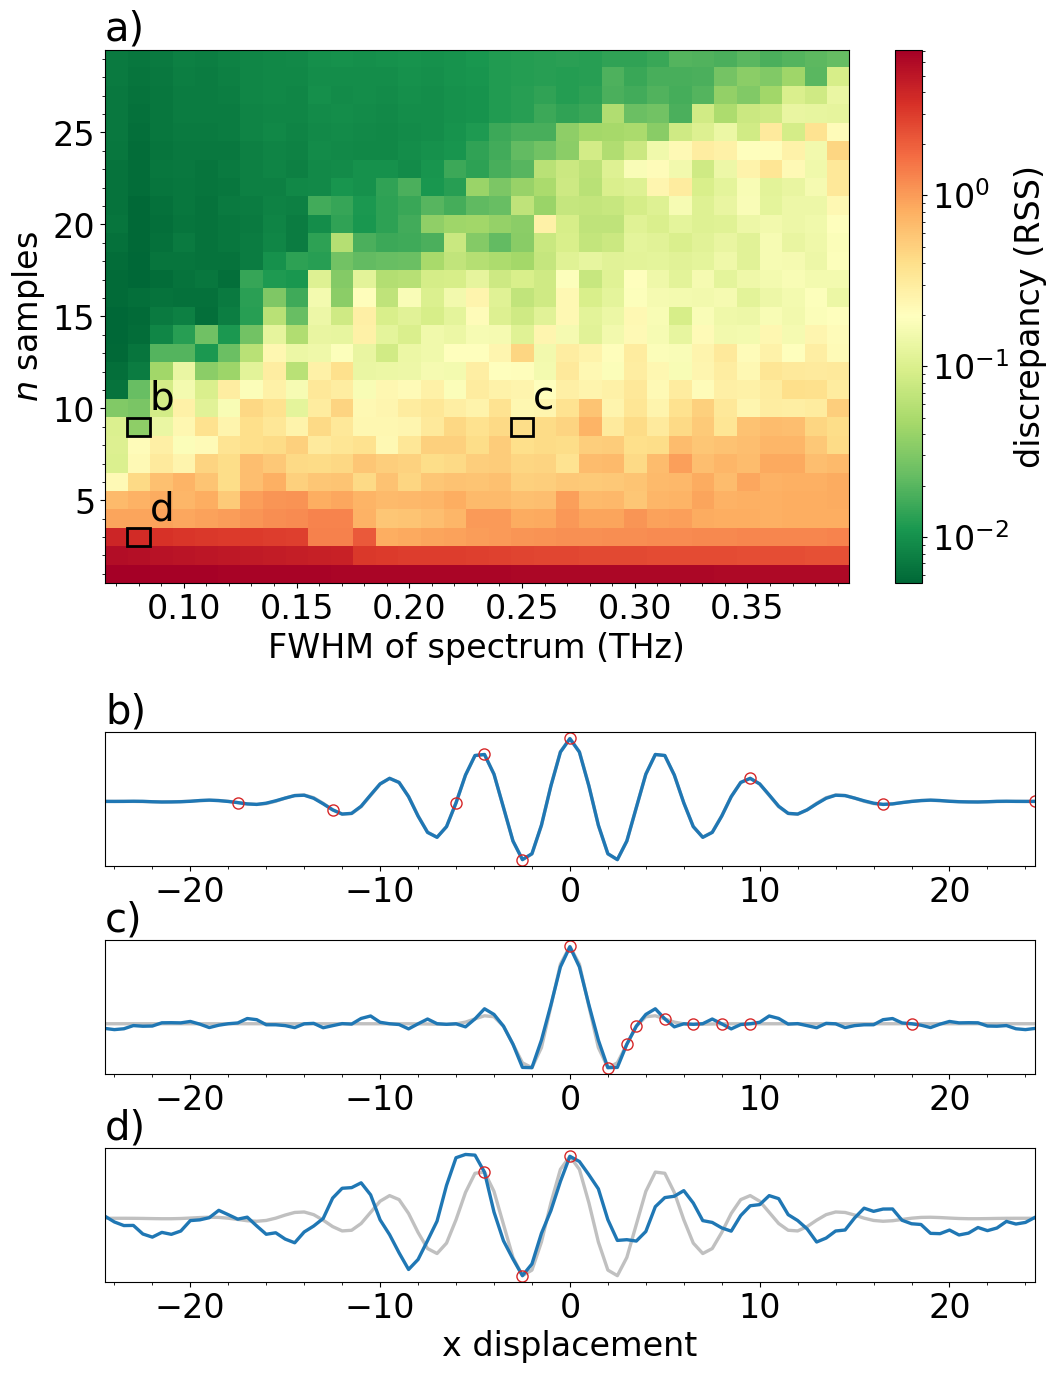 a)
25
20
15
10
5
n samples
b
c
d
0.10 0.15 0.20 0.25 0.30 0.35
FWHM of spectrum (THz)
10⁰
10⁻¹
10⁻²
discrepancy (RSS)
b)
−20 −10 0 10 20
c)
−20 −10 0 10 20
d)
−20 −10 0 10 20
x displacement